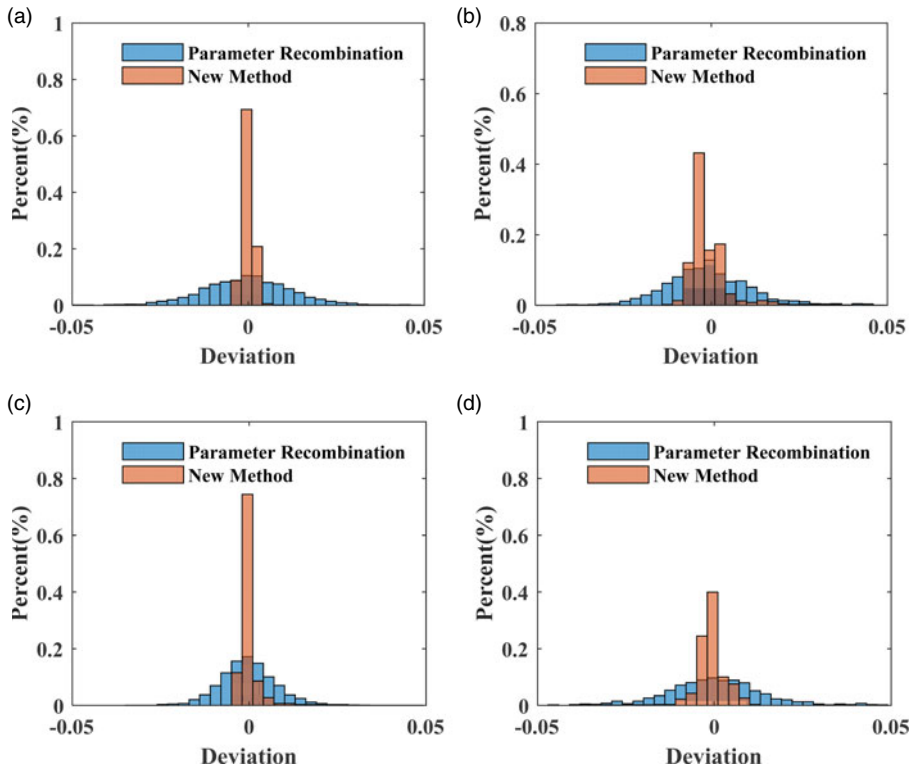 (a)
1
0.8
0.6
0.4
0.2
0
Percent(%)
Parameter Recombination
New Method
-0.05
0
0.05
Deviation
(b)
0.8
0.6
0.4
0.2
0
Percent(%)
Parameter Recombination
New Method
-0.05
0
0.05
Deviation
(c)
1
0.8
0.6
0.4
0.2
0
Percent(%)
Parameter Recombination
New Method
-0.05
0
0.05
Deviation
(d)
1
0.8
0.6
0.4
0.2
0
Percent(%)
Parameter Recombination
New Method
-0.05
0
0.05
Deviation